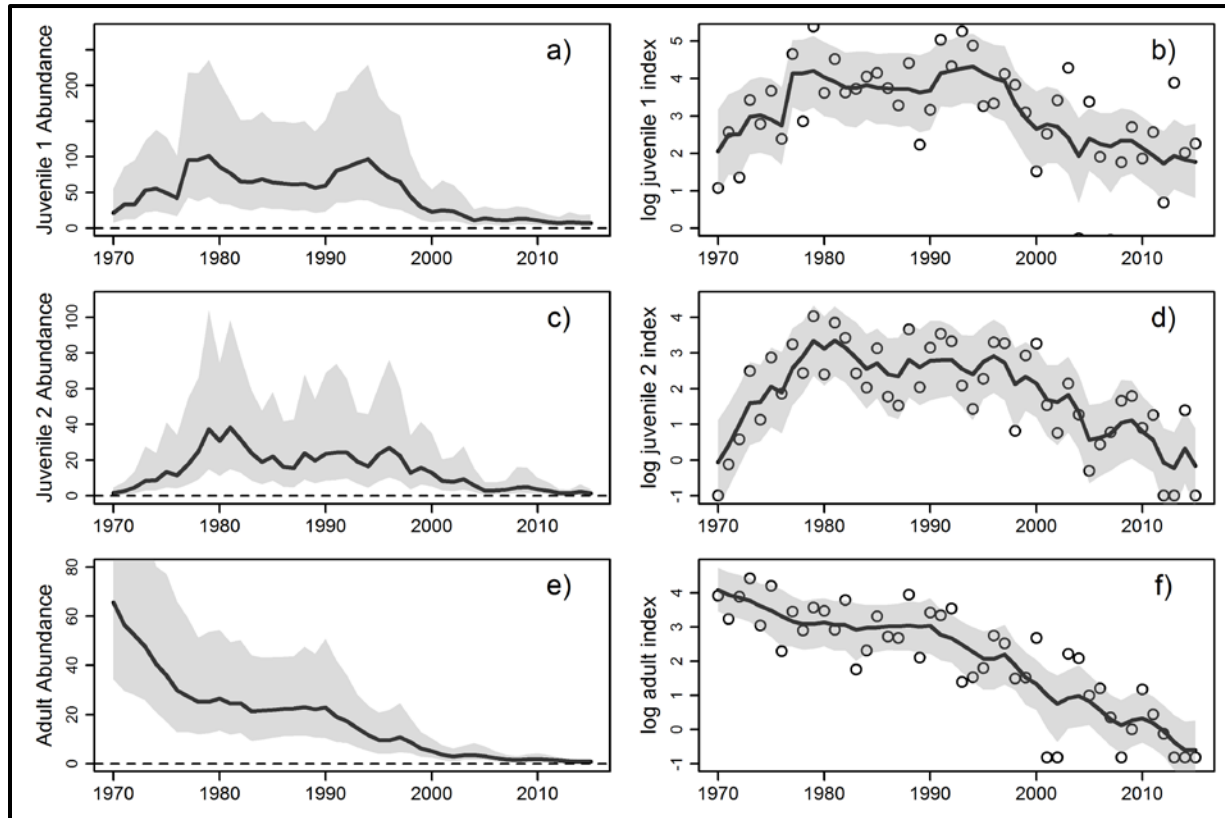 a)
Juvenile 1 Abundance
0 50 100 200
1970 1980 1990 2000 2010
b)
log juvenile 1 index
0 1 2 3 4 5
1970 1980 1990 2000 2010
c)
Juvenile 2 Abundance
0 20 40 60 80 100
1970 1980 1990 2000 2010
d)
log juvenile 2 index
-1 0 1 2 3 4
1970 1980 1990 2000 2010
e)
Adult Abundance
0 20 40 60 80
1970 1980 1990 2000 2010
f)
log adult index
-1 0 1 2 3 4
1970 1980 1990 2000 2010